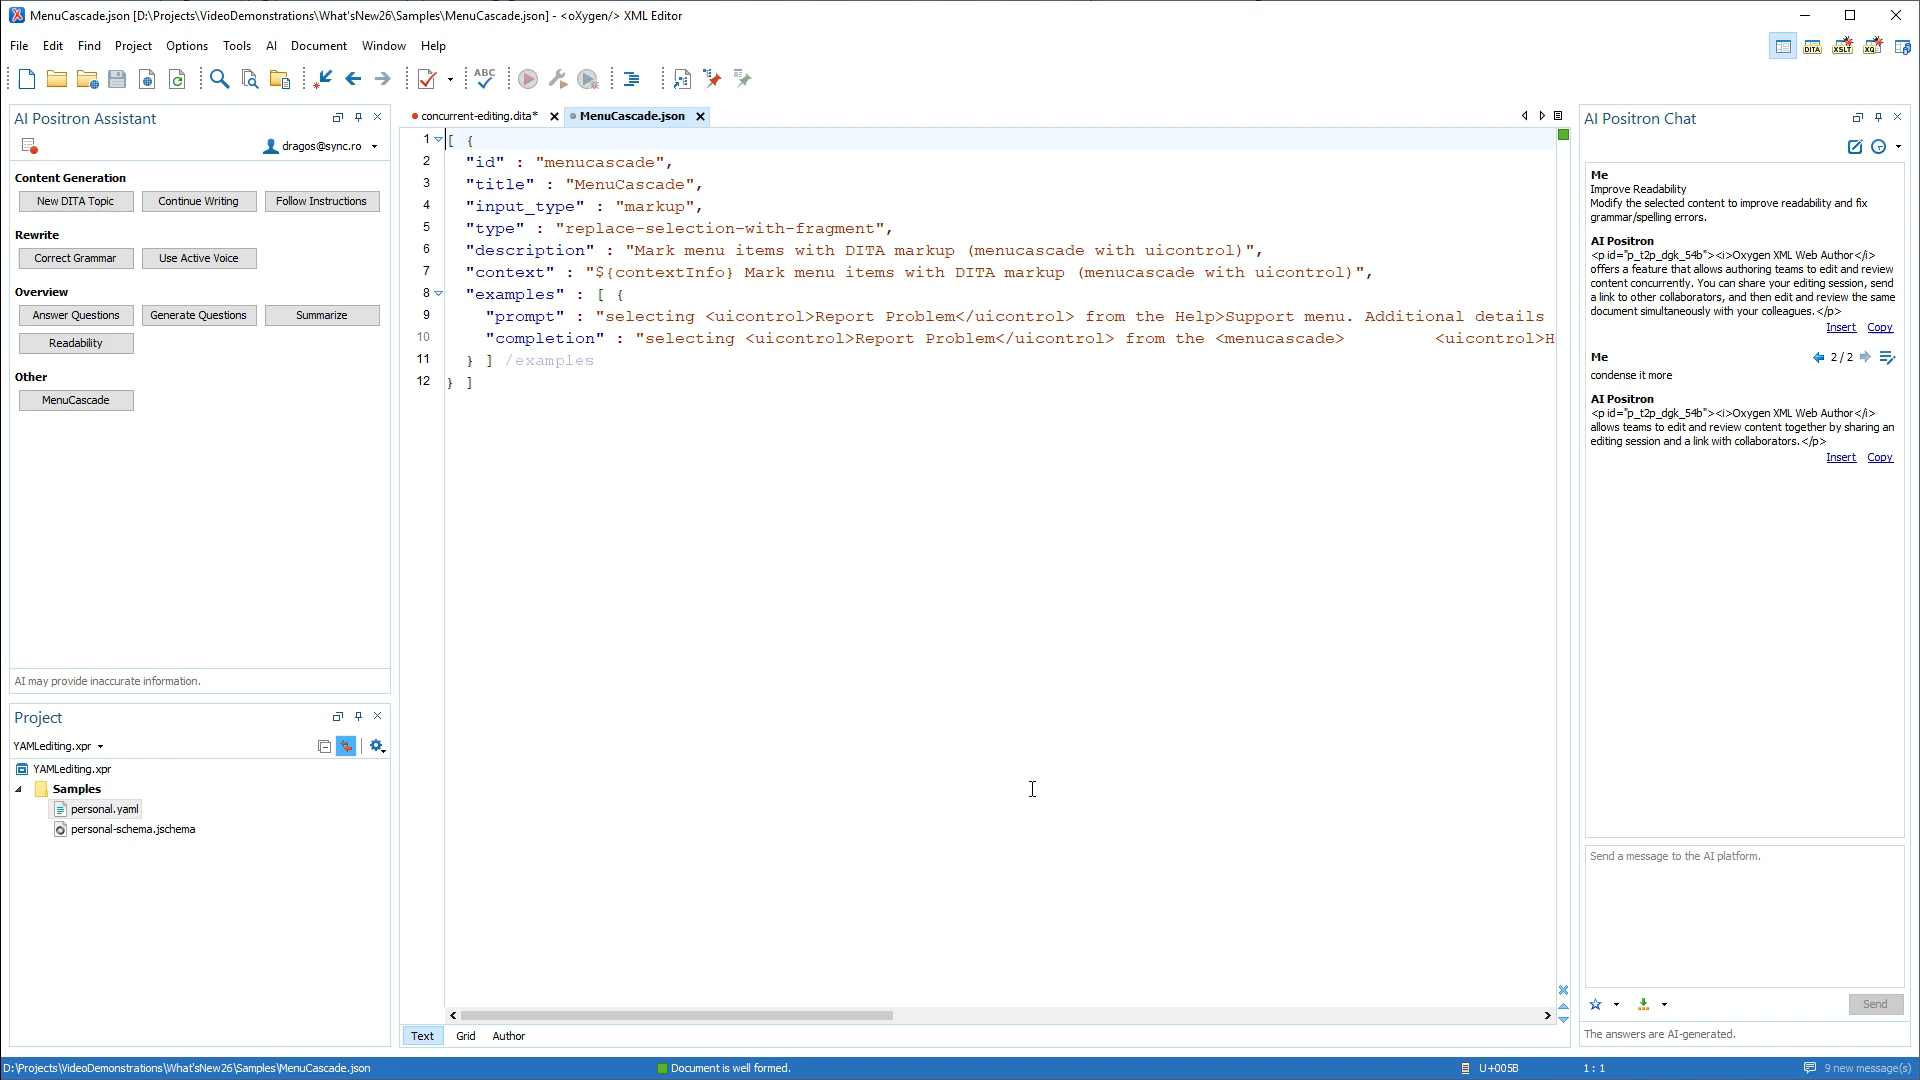 MenuCascade.json [D:\Projects\VideoDemonstrations\What'sNew26\Samples\MenuCascade.json] - <oXygen/> XML Editor
File Edit Find Project Options Tools AI Document Window Help
AI Positron Assistant
dragos@sync.ro
Content Generation
New DITA Topic Continue Writing Follow Instructions
Rewrite
Correct Grammar Use Active Voice
Overview
Answer Questions Generate Questions Summarize
Readability
Other
MenuCascade
AI may provide inaccurate information.
Project
YAMLediting.xpr
YAMLediting.xpr
Samples
personal.yaml
personal-schema.jschema
concurrent-editing.dita* MenuCascade.json
1 [ {
2 "id" : "menucascade",
3 "title" : "MenuCascade",
4 "input_type" : "markup",
5 "type" : "replace-selection-with-fragment",
6 "description" : "Mark menu items with DITA markup (menucascade with uicontrol)",
7 "context" : "${contextInfo} Mark menu items with DITA markup (menucascade with uicontrol)",
8 "examples" : [ {
9 "prompt" : "selecting <uicontrol>Report Problem</uicontrol> from the Help>Support menu. Additional details
10 "completion" : "selecting <uicontrol>Report Problem</uicontrol> from the <menucascade> <uicontrol>H
11 } ] /examples
12 } ]
Text Grid Author
AI Positron Chat
Me
Improve Readability
Modify the selected content to improve readability and fix
grammar/spelling errors.
AI Positron
<p id="p_t2p_dgk_54b"><i>Oxygen XML Web Author</i>
offers a feature that allows authoring teams to edit and review
content concurrently. You can share your editing session, send
a link to other collaborators, and then edit and review the same
document simultaneously with your colleagues.</p>
Insert Copy
Me 2 / 2
condense it more
AI Positron
<p id="p_t2p_dgk_54b"><i>Oxygen XML Web Author</i>
allows teams to edit and review content together by sharing an
editing session and a link with collaborators.</p>
Insert Copy
Send a message to the AI platform.
Send
The answers are AI-generated.
D:\Projects\VideoDemonstrations\What'sNew26\Samples\MenuCascade.json Document is well formed. U+005B 1 : 1 9 new message(s)